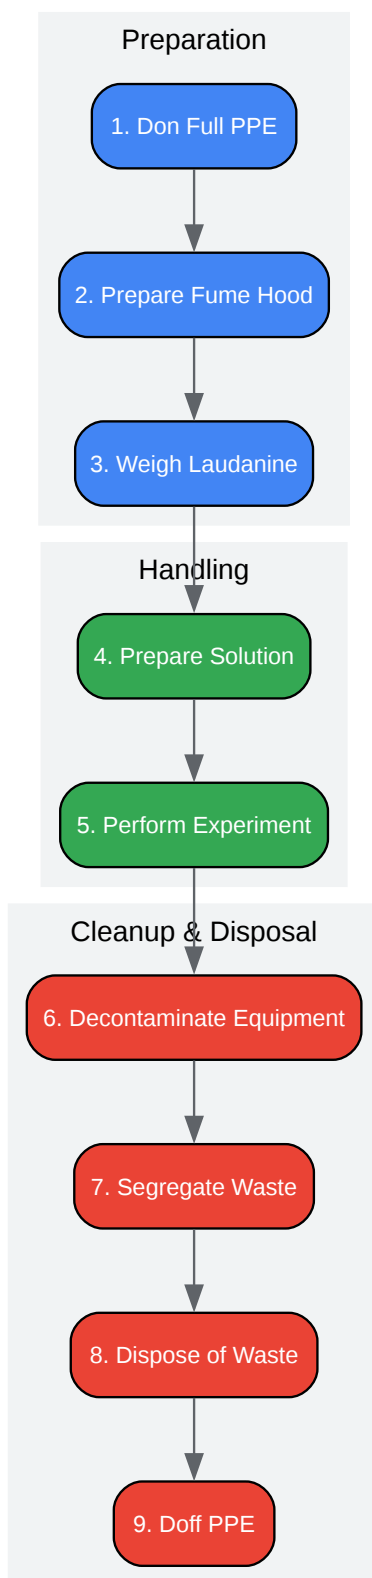 Preparation
1. Don Full PPE
2. Prepare Fume Hood
3. Weigh Laudanine
Handling
4. Prepare Solution
5. Perform Experiment
Cleanup & Disposal
6. Decontaminate Equipment
7. Segregate Waste
8. Dispose of Waste
9. Doff PPE